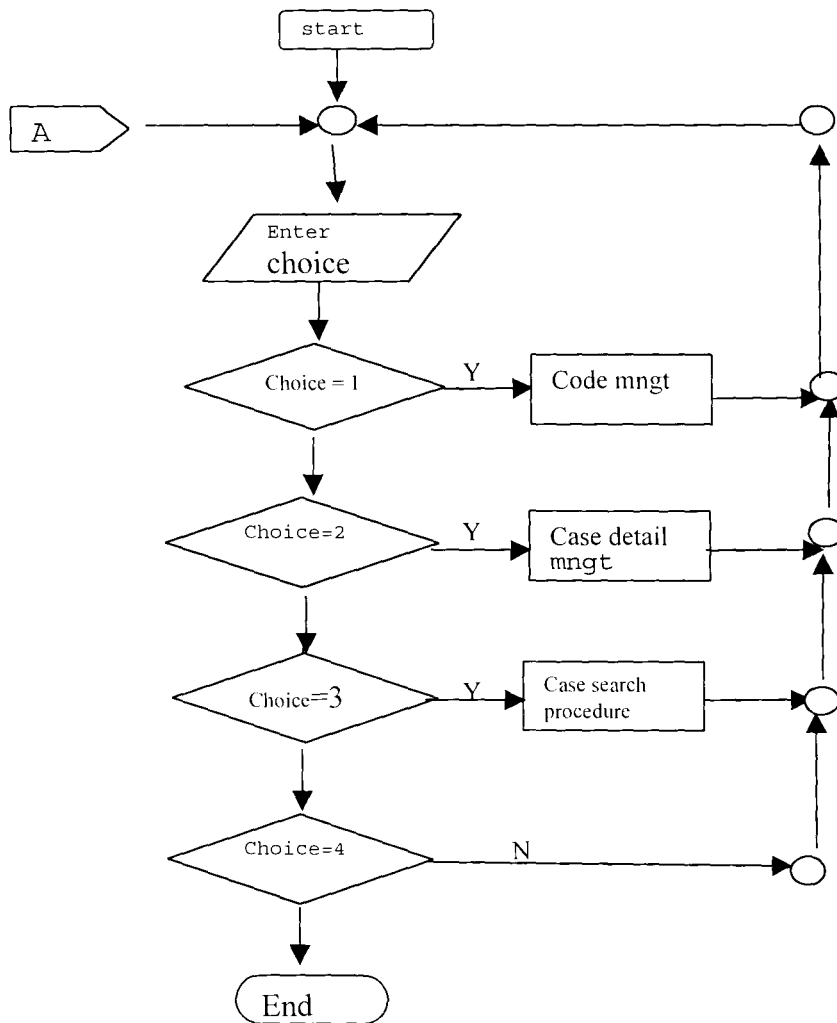 start
A
Enter
choice
Choice = 1
Y
Code mngt
Choice=2
Y
Case detail
mngt
Choice=3
Y
Case search
procedure
Choice=4
N
End